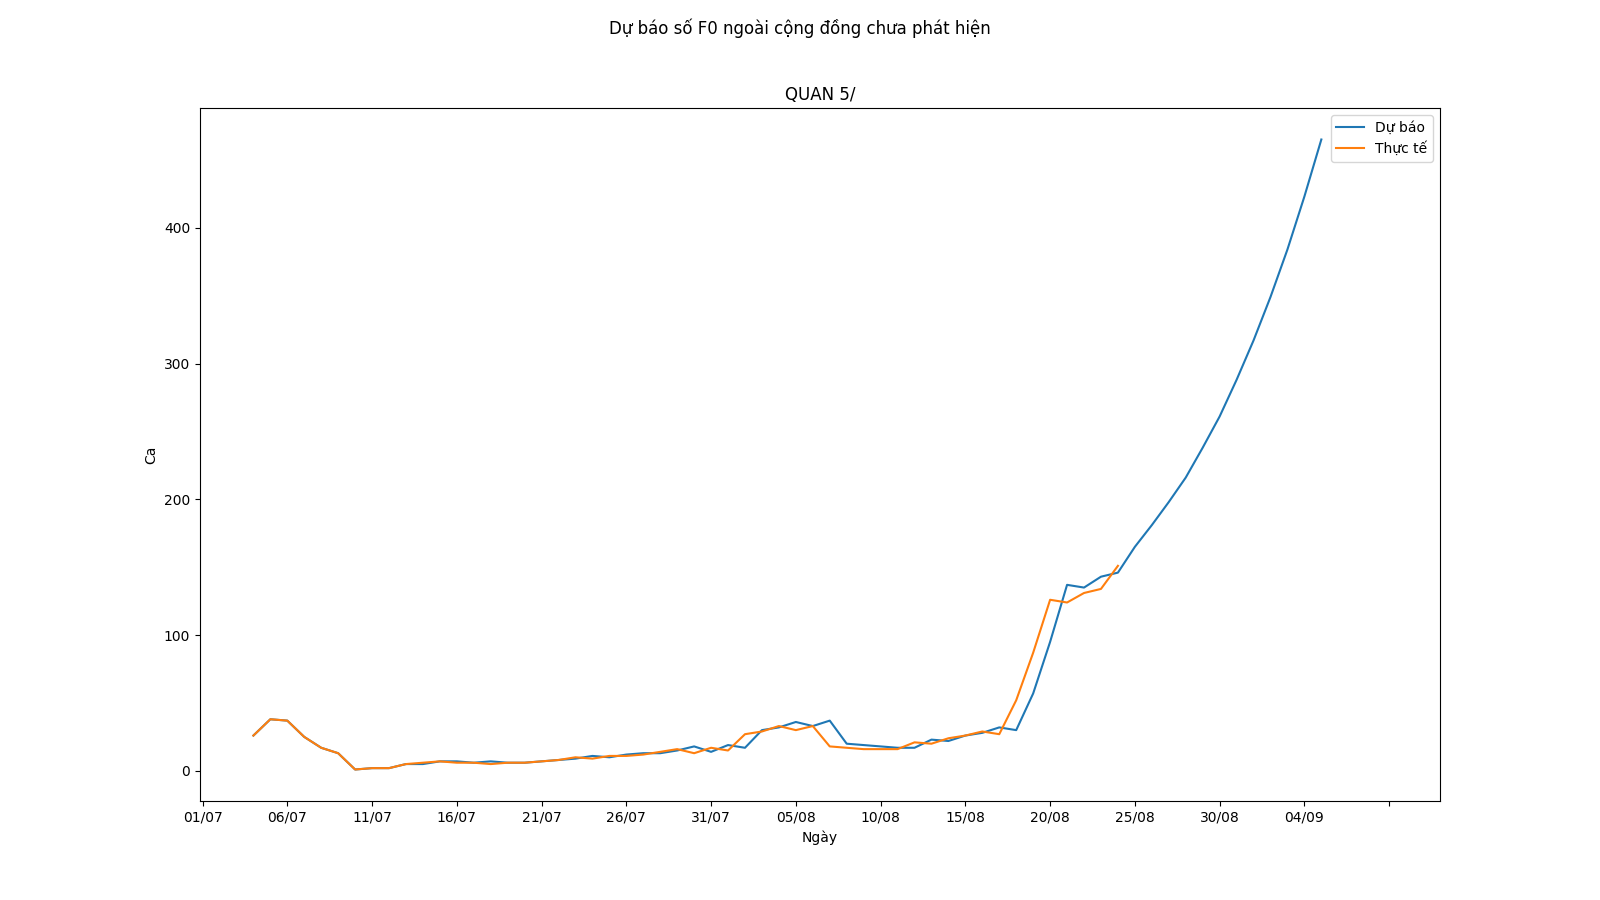 Dự báo số F0 ngoài cộng đồng chưa phát hiện
QUAN 5/
Dự báo
Thực tế
400
300
200
100
0
Ca
01/07 06/07 11/07 16/07 21/07 26/07 31/07 05/08 10/08 15/08 20/08 25/08 30/08 04/09
Ngày